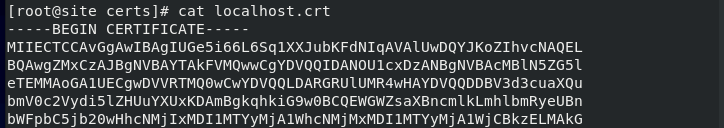 [root@site certs]# cat localhost.crt
-----BEGIN CERTIFICATE-----
MIIECTCCAvGgAwIBAgIUGe5i66L6Sq1XXJubKFdNIqAVAlUwDQYJKoZIhvcNAQEL
BQAwgZMxCzAJBgNVBAYTAkFVMQwwCgYDVQQIDANOU1cxDzANBgNVBAcMBlN5ZG5l
eTEMMAoGA1UECgwDVVRTMQ0wCwYDVQQLDARGRUlUMR4wHAYDVQQDDBV3d3cuaXQu
bmV0c2Vydi5lZHUuYXUxKDAmBgkqhkiG9w0BCQEWGWZsaXBncmlkLmhlbmRyeUBn
bWFpbC5jb20wHhcNMjIxMDI1MTYyMjA1WhcNMjMxMDI1MTYyMjA1WjCBkzELMAkG